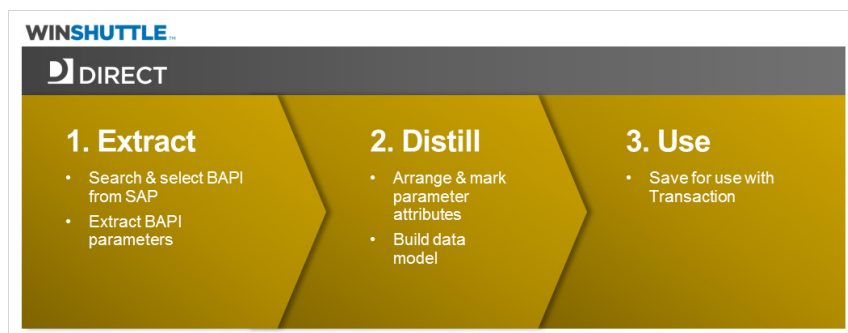 WINSHUTTLE™
DIRECT
1. Extract
• Search & select BAPI
from SAP
• Extract BAPI
parameters
2. Distill
• Arrange & mark
parameter
attributes
• Build data
model
3. Use
• Save for use with
Transaction